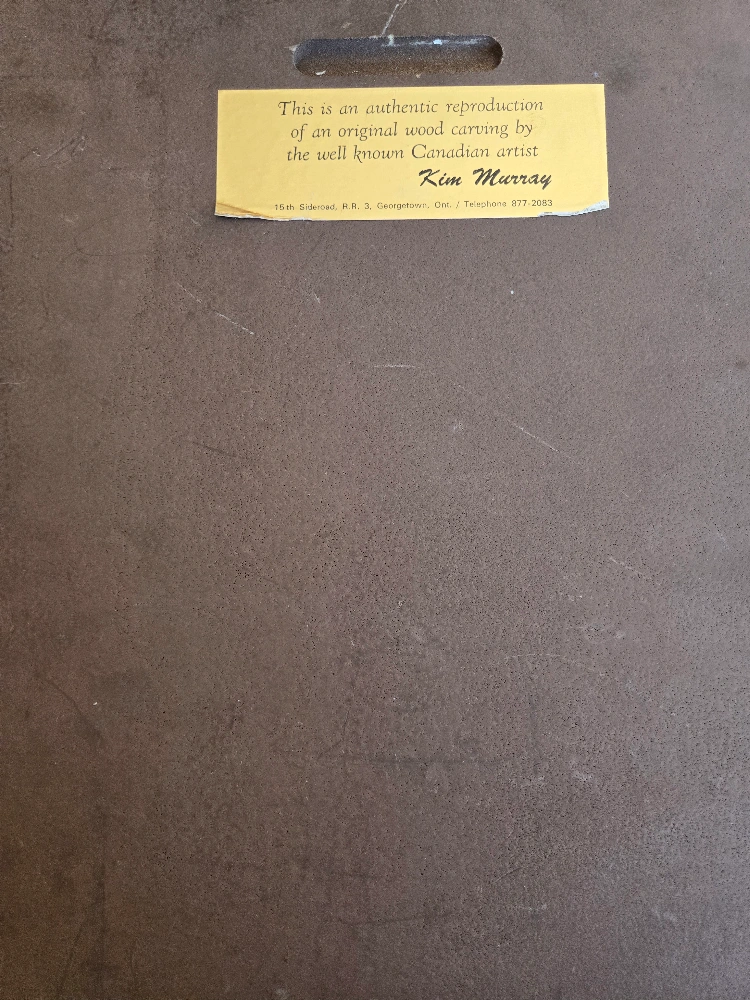 This is an authentic reproduction
of an original wood carving by
the well known Canadian artist
Kim Murray
15th Sideroad, R.R. 3, Georgetown, Ont. / Telephone 877-2083